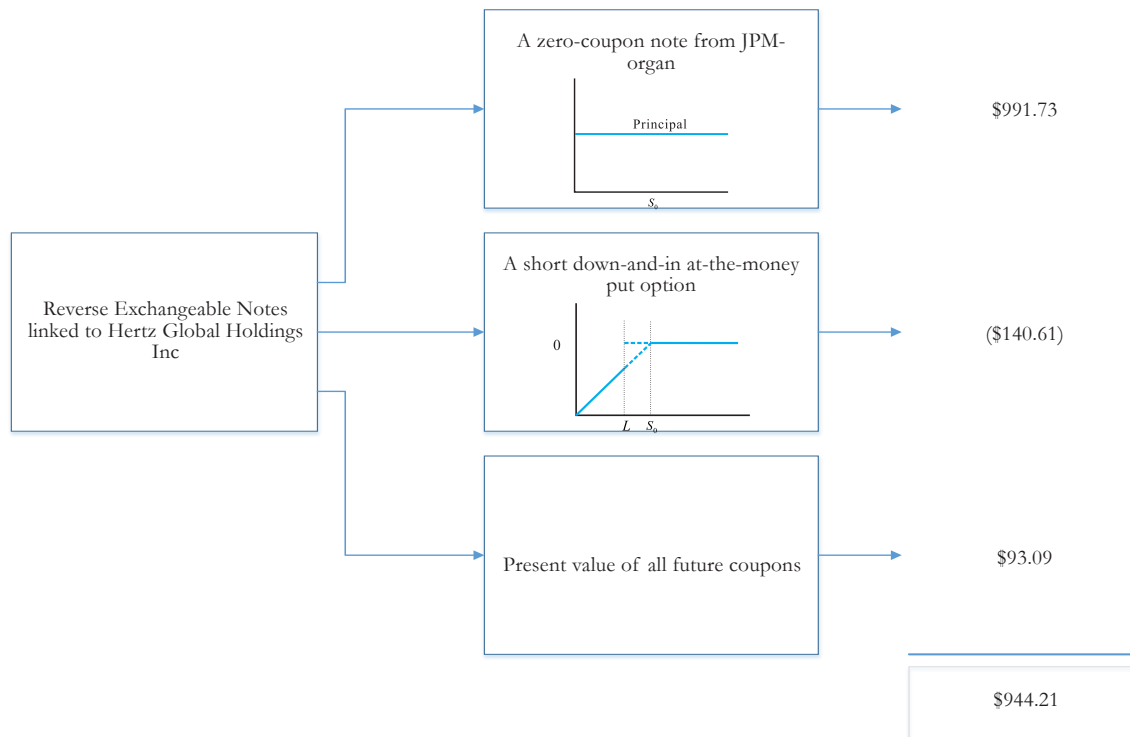 A zero-coupon note from JPM-
organ
Principal
S₀
$991.73
Reverse Exchangeable Notes
linked to Hertz Global Holdings
Inc
A short down-and-in at-the-money
put option
0
L S₀
($140.61)
Present value of all future coupons
$93.09
$944.21